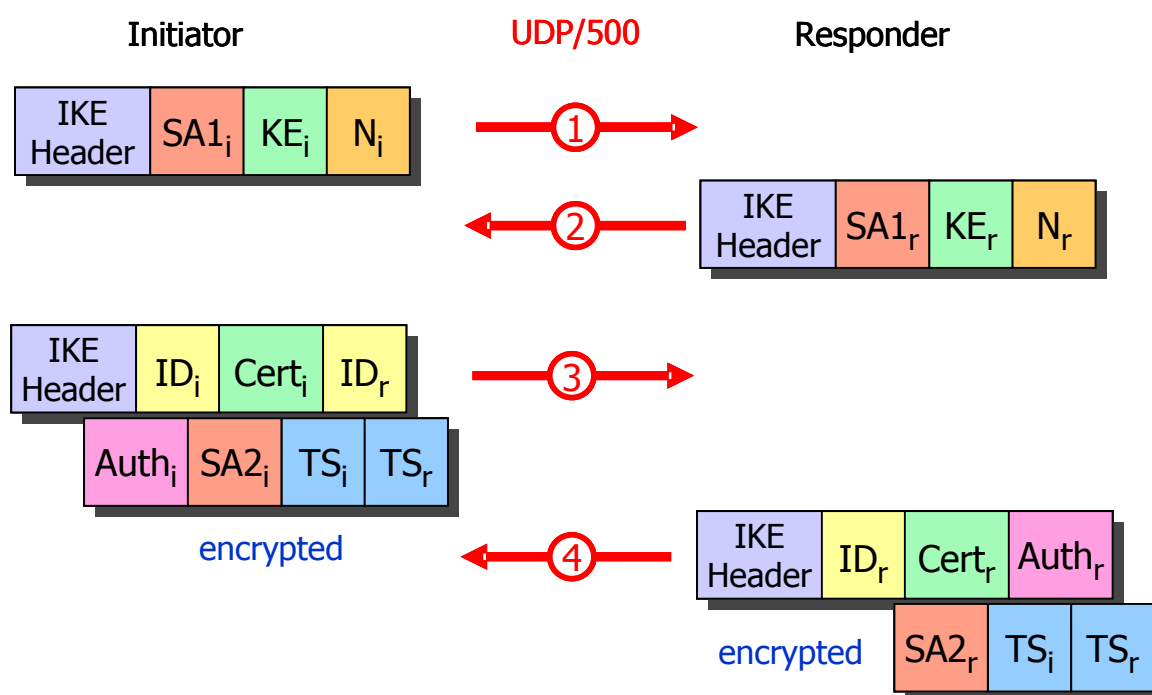 Initiator UDP/500 Responder
IKE Header SA1i KEi Ni
1
2
IKE Header SA1r KEr Nr
IKE Header IDi Certi IDr
3
Authi SA2i TSi TSr
encrypted
4
IKE Header IDr Certr Authr
encrypted
SA2r TSi TSr